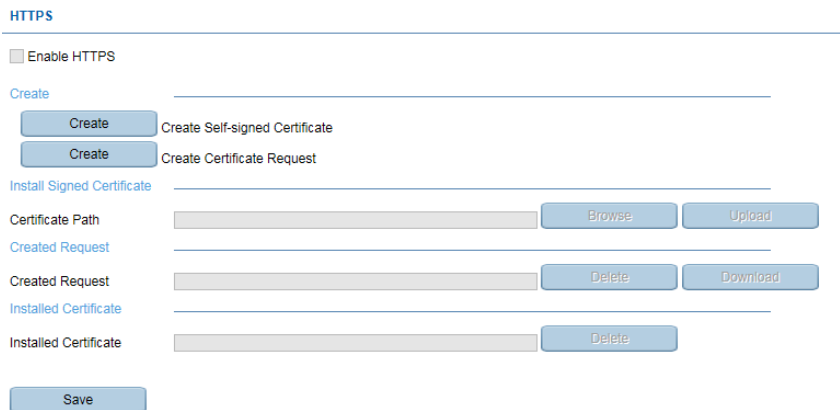 HTTPS
Enable HTTPS
Create
Create Create Self-signed Certificate
Create Create Certificate Request
Install Signed Certificate
Certificate Path Browse Upload
Created Request
Created Request Delete Download
Installed Certificate
Installed Certificate Delete
Save